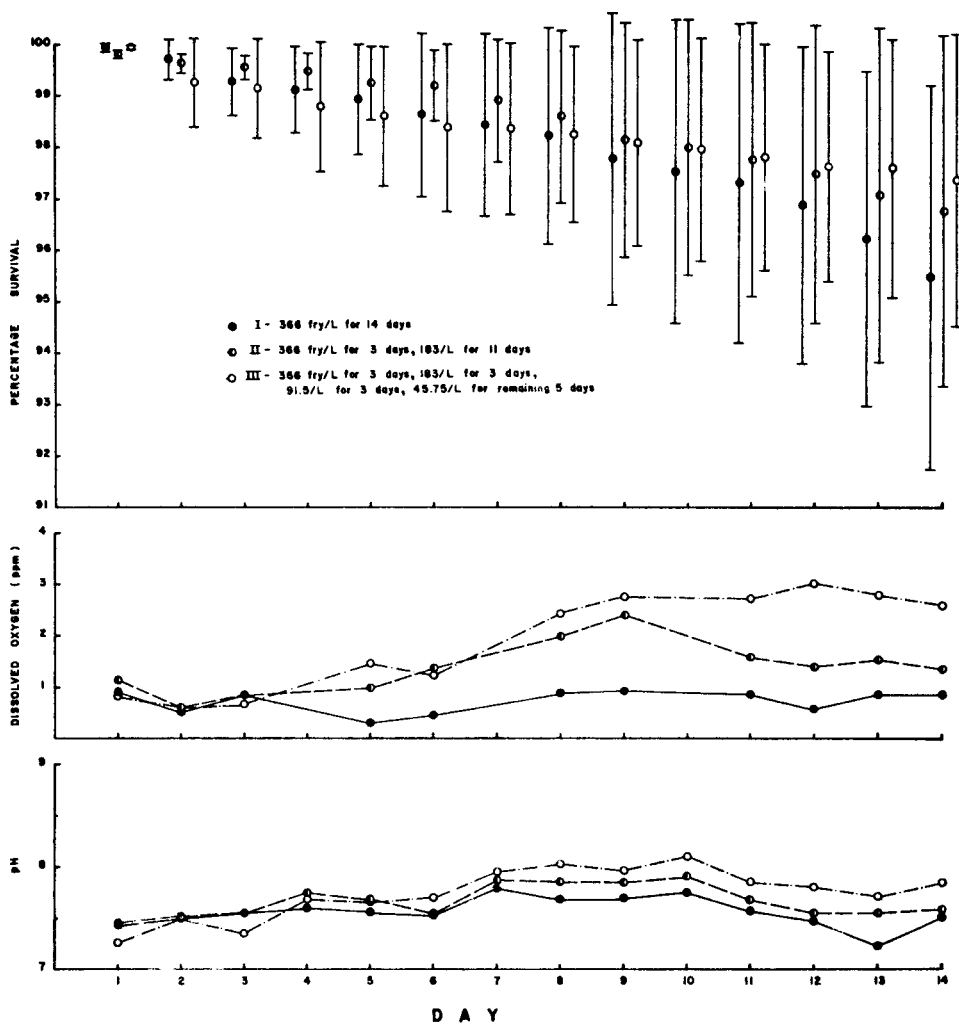 100
99
98
97
96
95
94
93
92
91
PERCENTAGE SURVIVAL
I - 366 fry/L for 14 days
II - 366 fry/L for 3 days, 183/L for 11 days
III - 366 fry/L for 3 days, 183/L for 3 days,
91.5/L for 3 days, 45.75/L for remaining 5 days
4
3
2
1
DISSOLVED OXYGEN (ppm)
9
8
7
pH
1 2 3 4 5 6 7 8 9 10 11 12 13 14
DAY